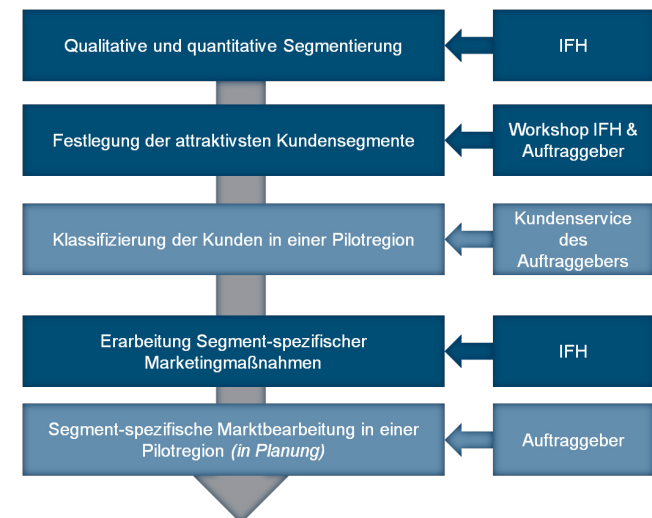 Qualitative und quantitative Segmentierung
IFH
Festlegung der attraktivsten Kundensegmente
Workshop IFH &
Auftraggeber
Klassifizierung der Kunden in einer Pilotregion
Kundenservice
des
Auftraggebers
Erarbeitung Segment-spezifischer
Marketingmaßnahmen
IFH
Segment-spezifische Marktbearbeitung in einer
Pilotregion (in Planung)
Auftraggeber